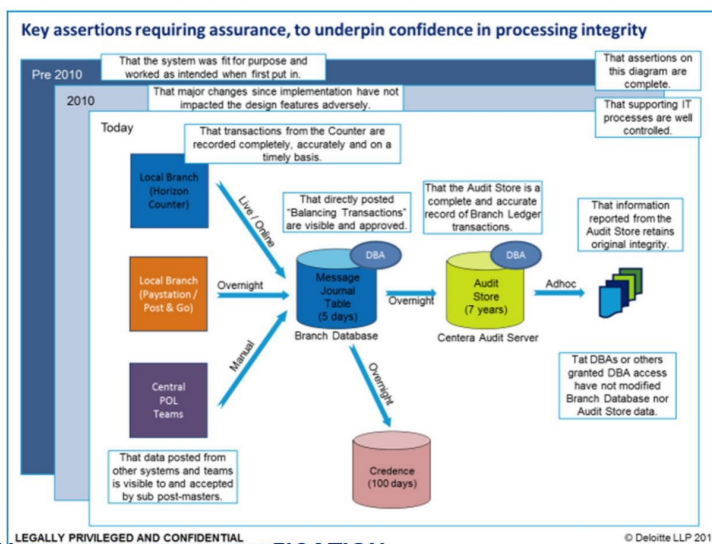 Key assertions requiring assurance, to underpin confidence in processing integrity
Pre 2010
That the system was fit for purpose and
worked as intended when first put in.
That assertions on
this diagram are
complete.
2010
That major changes since implementation have not
impacted the design features adversely.
That supporting IT
processes are well
controlled.
Today
That transactions from the Counter are
recorded completely, accurately and on a
timely basis.
Local Branch
(Horizon
Counter)
Live / Online
That directly posted
"Balancing Transactions"
are visible and approved.
That the Audit Store is a
complete and accurate
record of Branch Ledger
transactions.
That information
reported from the
Audit Store retains
original integrity.
Local Branch
(Paystation /
Post & Go)
Overnight
DBA
Message
Journal
Table
(5 days)
Branch Database
Overnight
DBA
Audit
Store
(7 years)
Centera Audit Server
Adhoc
Central
POL
Teams
Manual
Overnight
Tat DBAs or others
granted DBA access
have not modified
Branch Database nor
Audit Store data.
That data posted from
other systems and teams
is visible to and accepted
by sub post-masters.
Credence
(100 days)
LEGALLY PRIVILEGED AND CONFIDENTIAL
© Deloitte LLP 201